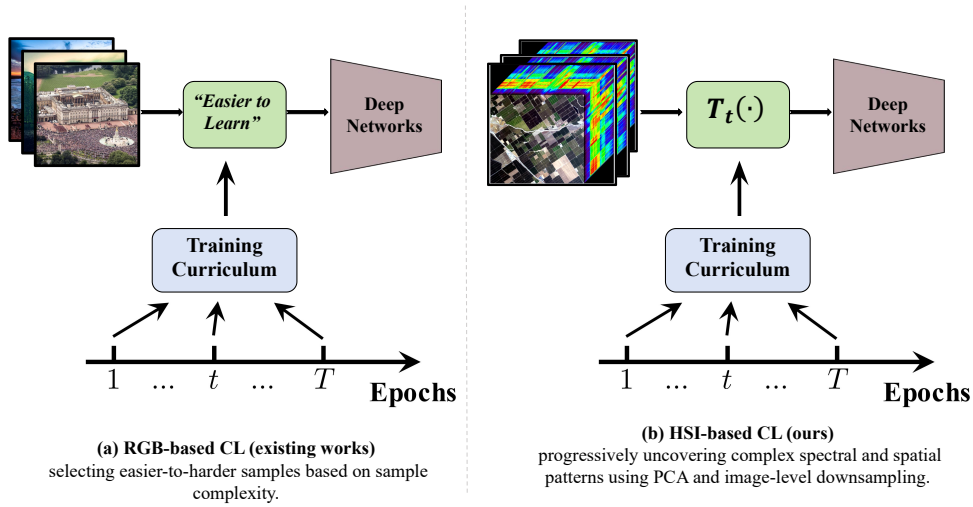 “Easier to
Learn”
Deep
Networks
Training
Curriculum
1 ... t ... T
Epochs
(a) RGB-based CL (existing works)
selecting easier-to-harder samples based on sample
complexity.
T_t(·)
Deep
Networks
Training
Curriculum
1 ... t ... T
Epochs
(b) HSI-based CL (ours)
progressively uncovering complex spectral and spatial
patterns using PCA and image-level downsampling.